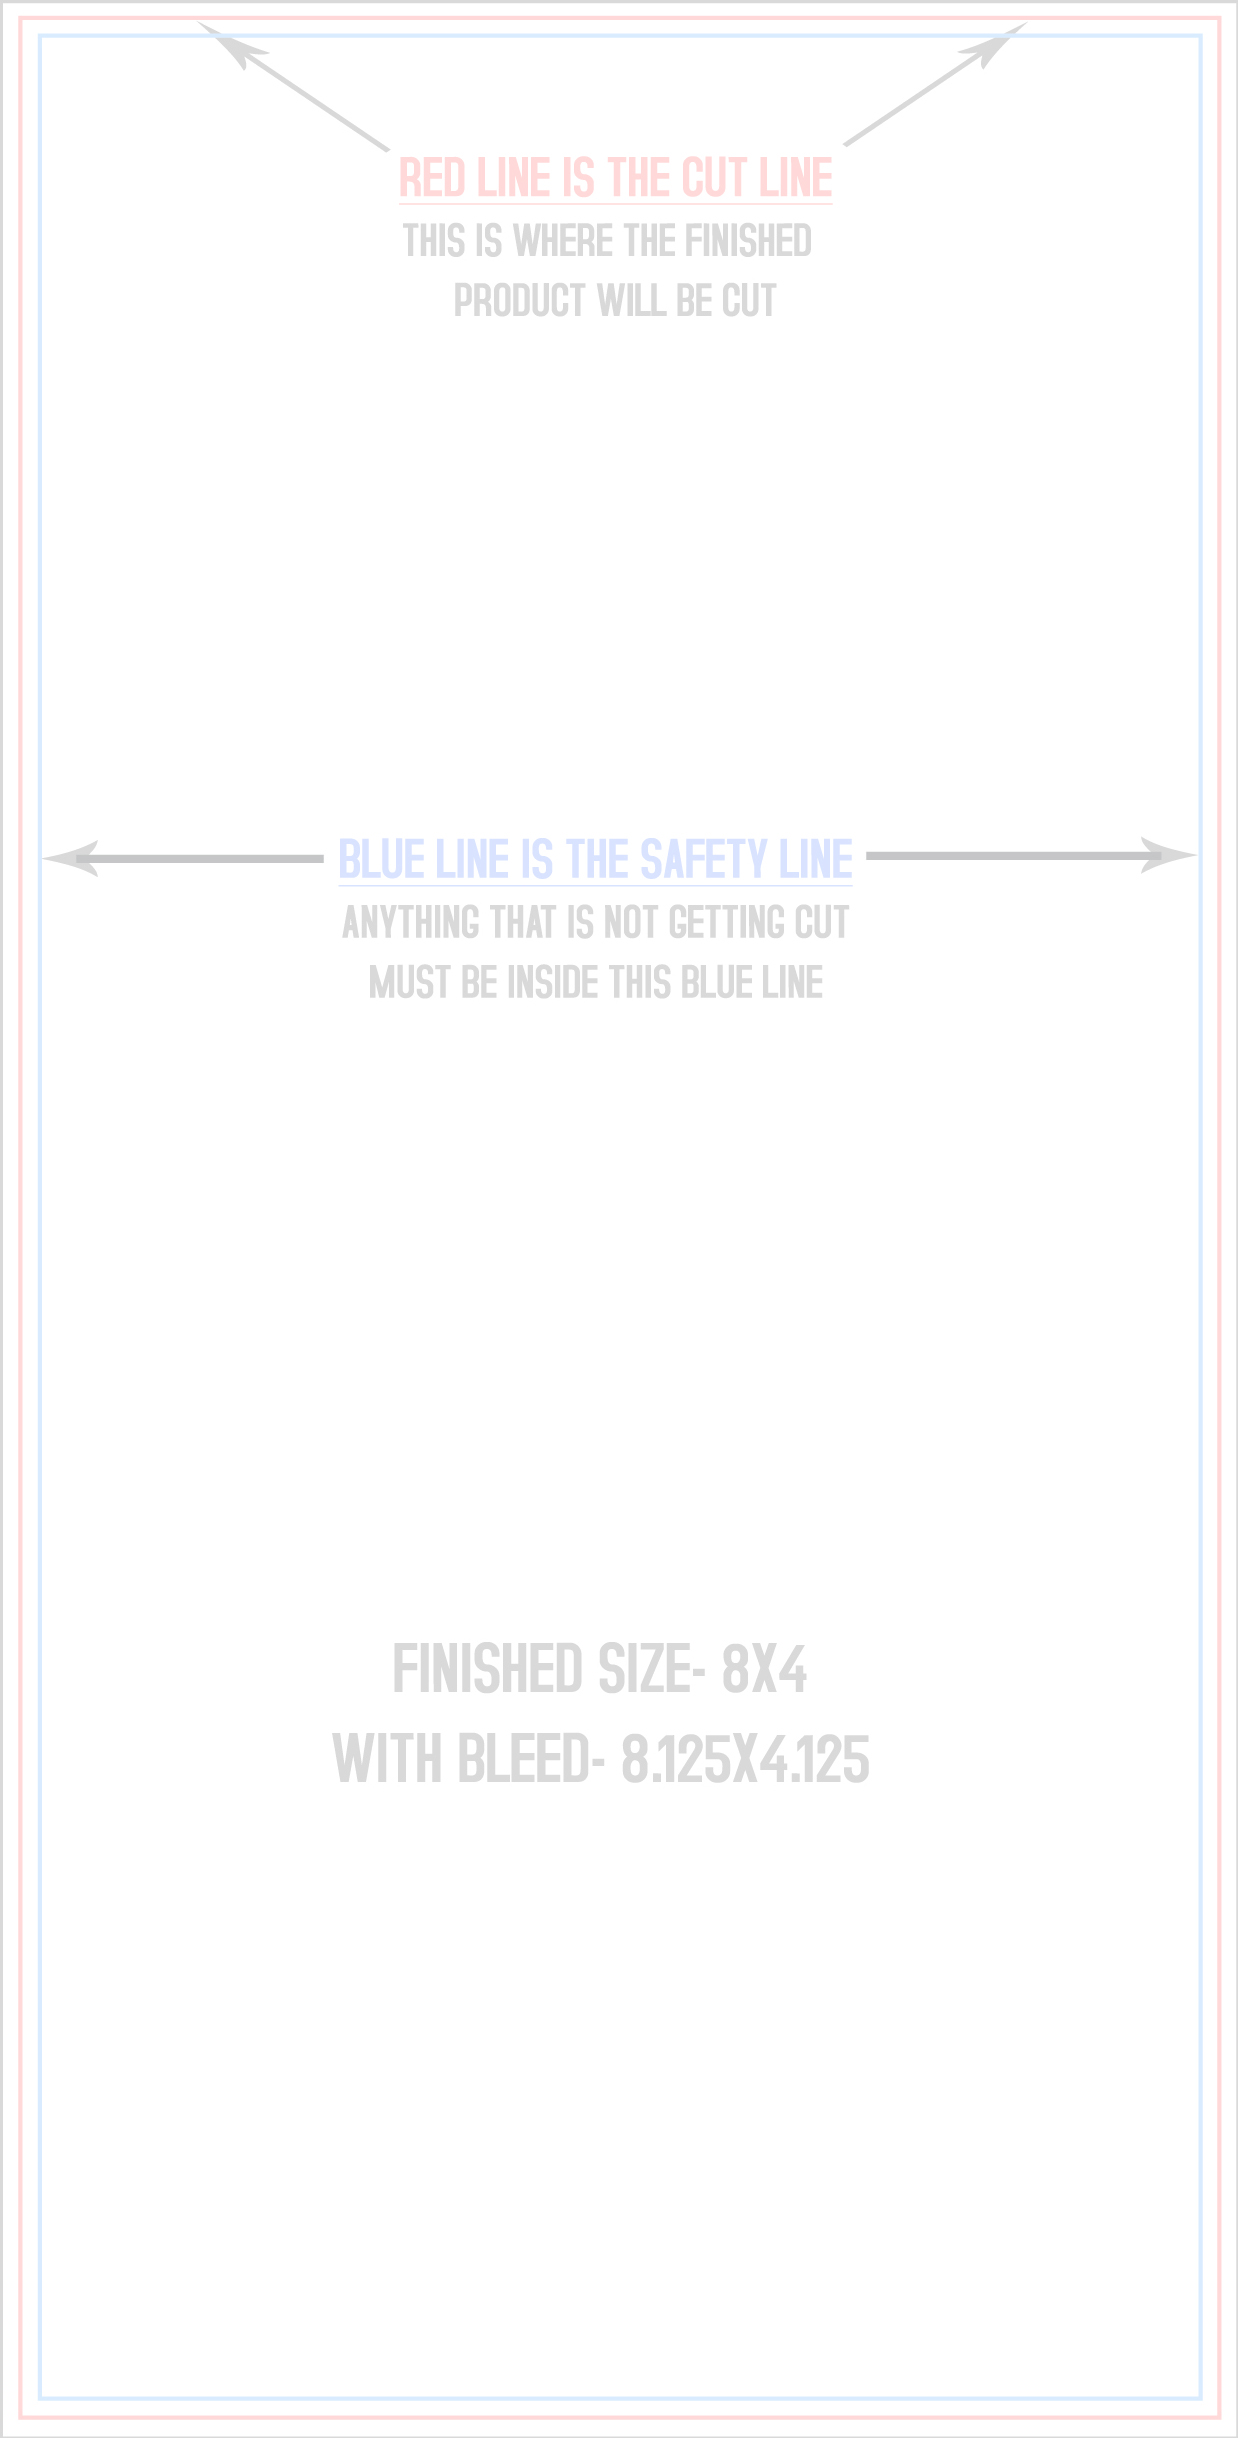 RED LINE IS THE CUT LINE
THIS IS WHERE THE FINISHED
PRODUCT WILL BE CUT
BLUE LINE IS THE SAFETY LINE
ANYTHING THAT IS NOT GETTING CUT
MUST BE INSIDE THIS BLUE LINE
FINISHED SIZE- 8X4
WITH BLEED- 8.125X4.125